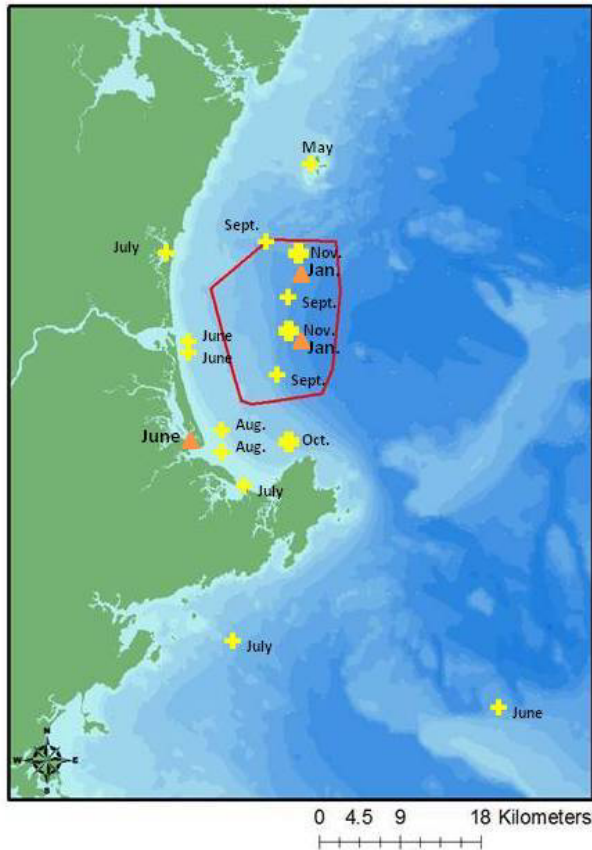 May
Sept.
July
Nov.
Jan.
Sept.
Nov.
June
Jan.
June
Sept.
Aug.
June
Oct.
Aug.
July
July
June
N
W E
S
0 4.5 9 18 Kilometers